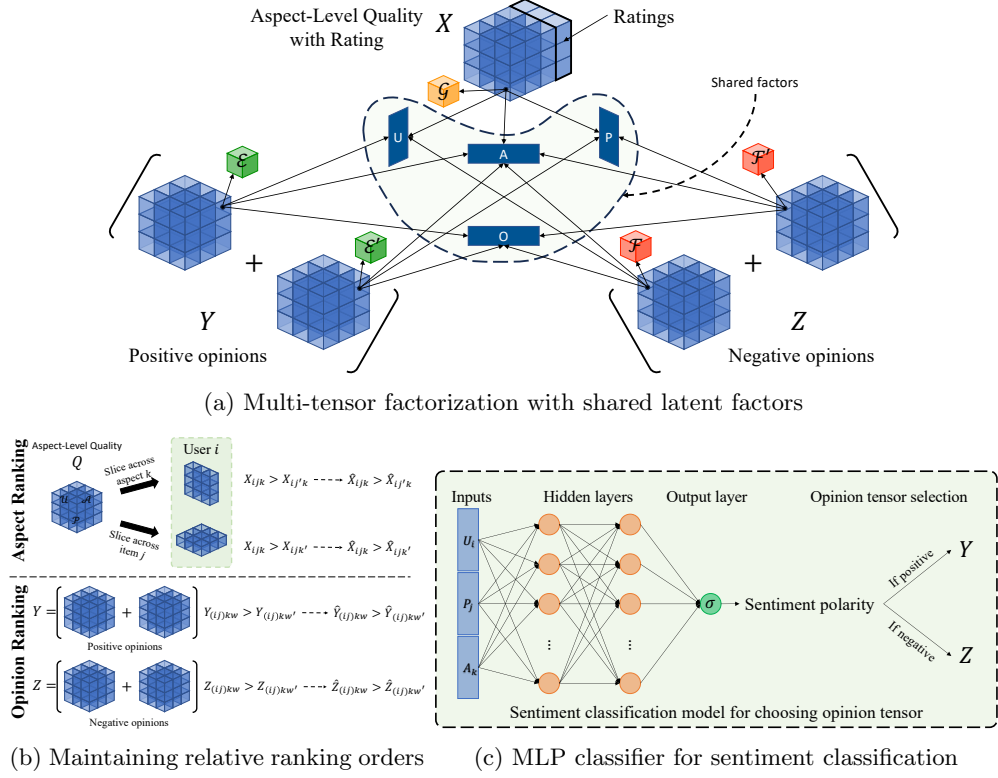 Aspect-Level Quality
with Rating
X
Ratings
𝒢
Shared factors
U
P
A
ℰ
ℱ′
O
ℰ′
ℱ
+
+
Y
Z
Positive opinions
Negative opinions
(a) Multi-tensor factorization with shared latent factors
Aspect Ranking
Aspect-Level Quality
Q
𝒰
𝒜
𝒫
Slice across
aspect k
Slice across
item j
User i
X_{ijk} > X_{ij′k} ----→ X̂_{ijk} > X̂_{ij′k}
X_{ijk} > X_{ijk′} ----→ X̂_{ijk} > X̂_{ijk′}
Opinion Ranking
Y = [ + ] Y_{(ij)kw} > Y_{(ij)kw′} ----→ Ŷ_{(ij)kw} > Ŷ_{(ij)kw′}
Positive opinions
Z = [ + ] Z_{(ij)kw} > Z_{(ij)kw′} ----→ Ẑ_{(ij)kw} > Ẑ_{(ij)kw′}
Negative opinions
(b) Maintaining relative ranking orders
Inputs
Hidden layers
Output layer
Opinion tensor selection
U_i
P_j
A_k
...
...
σ
Sentiment polarity
If positive
If negative
Y
Z
Sentiment classification model for choosing opinion tensor
(c) MLP classifier for sentiment classification